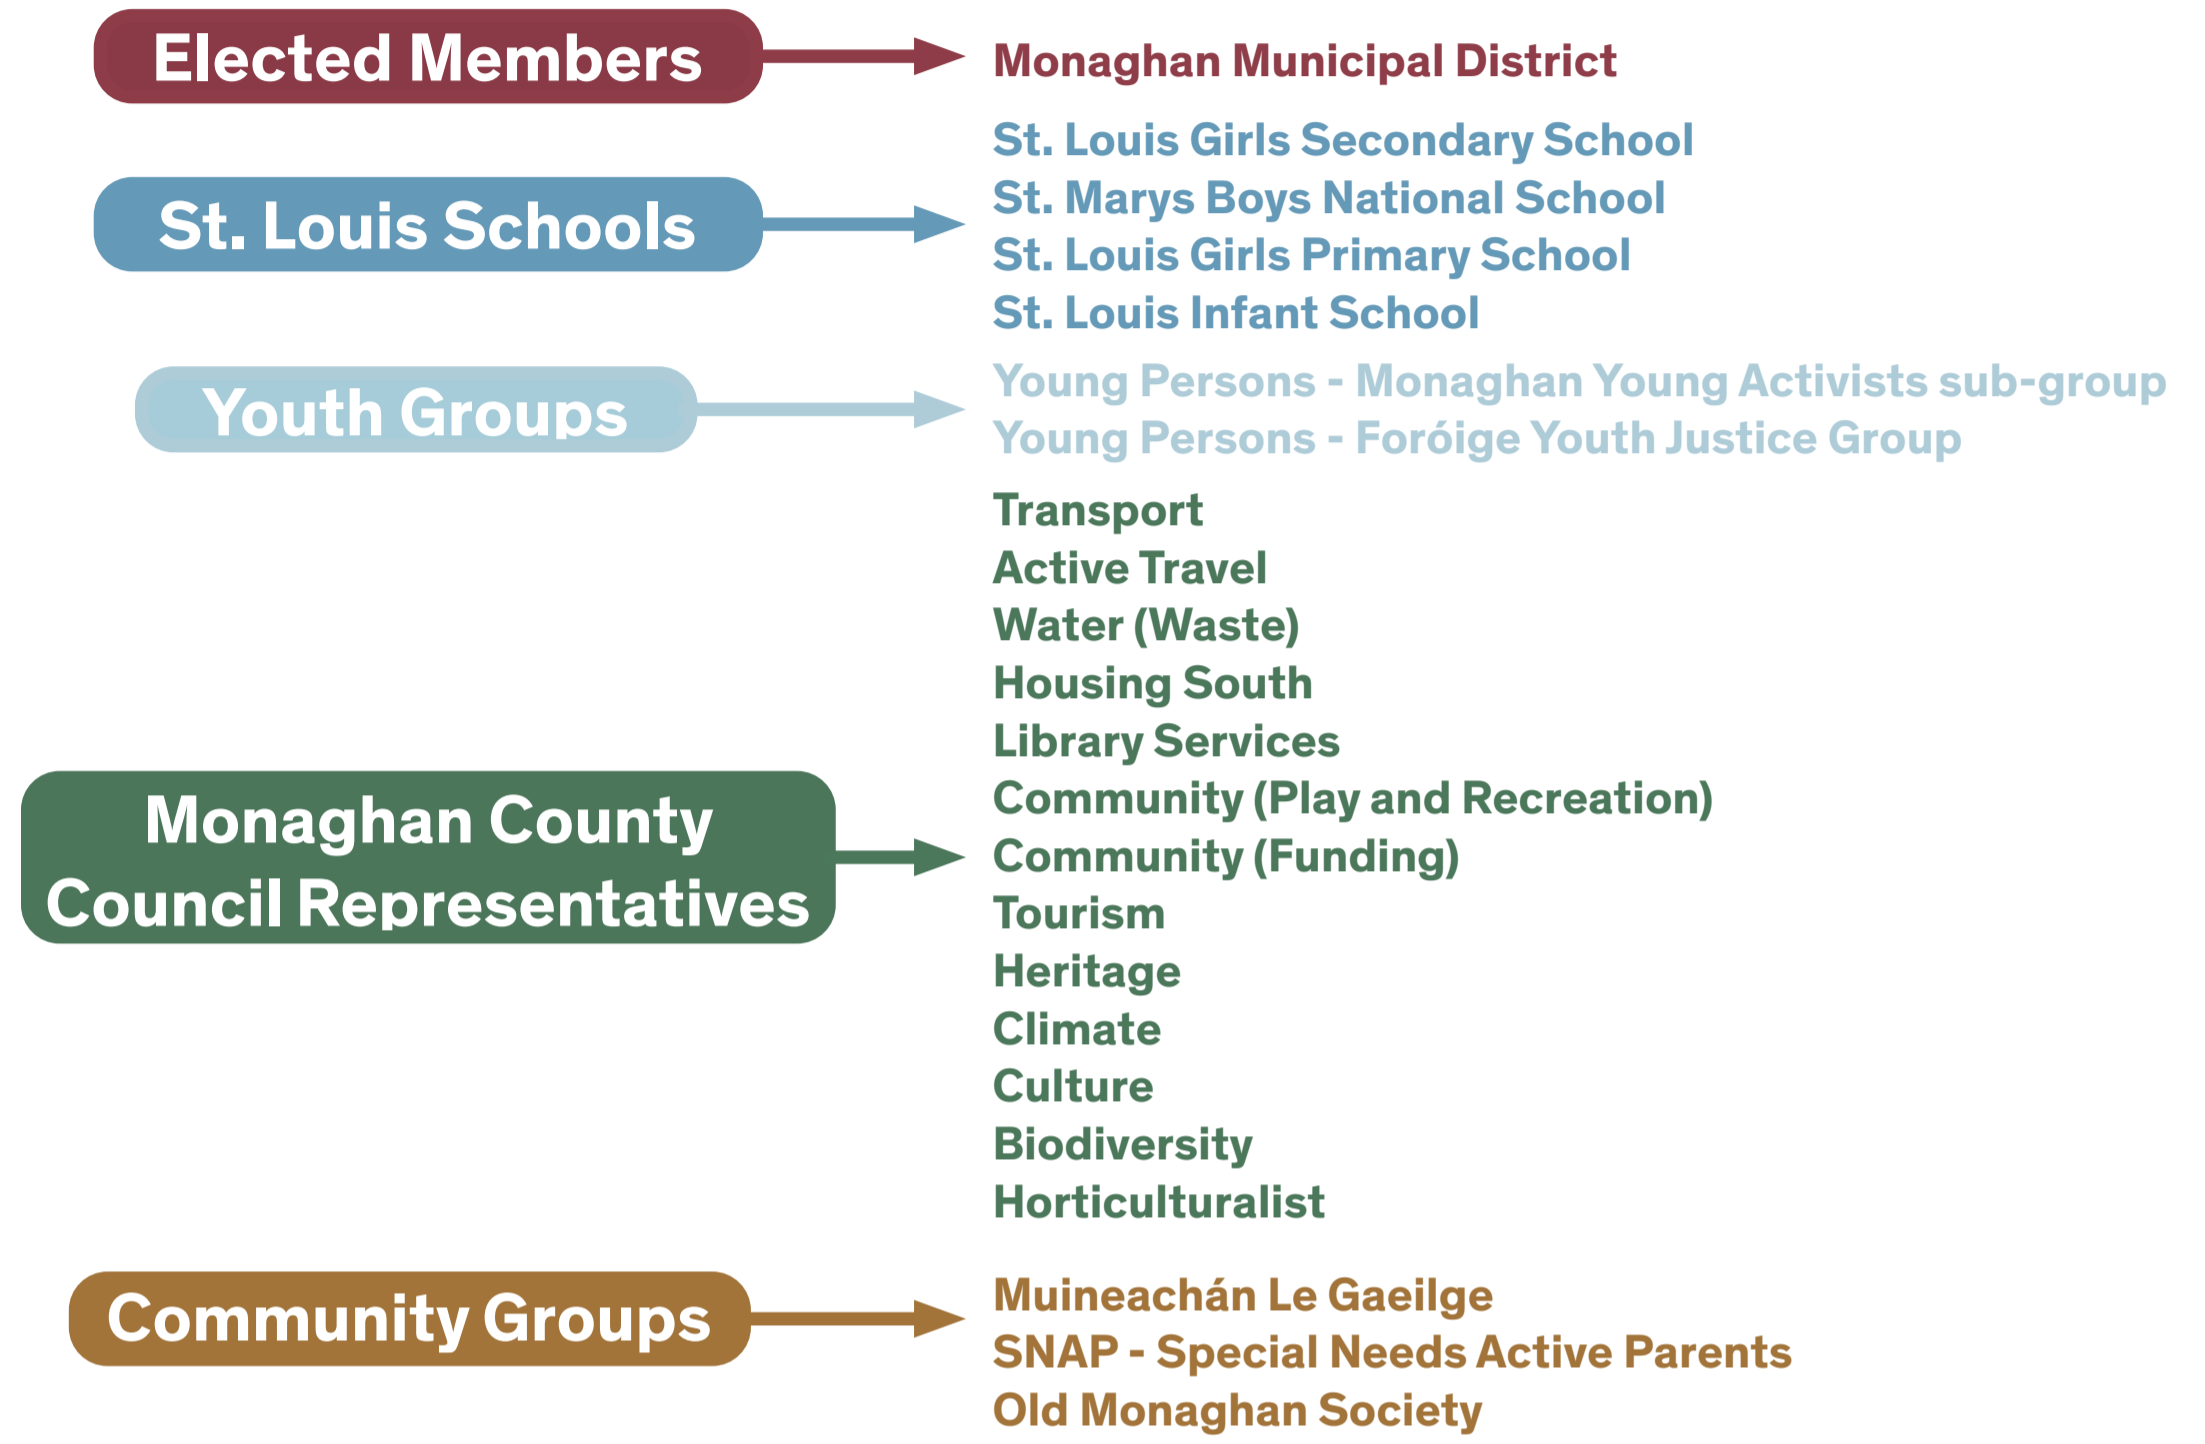 Elected Members
Monaghan Municipal District
St. Louis Schools
St. Louis Girls Secondary School
St. Marys Boys National School
St. Louis Girls Primary School
St. Louis Infant School
Youth Groups
Young Persons - Monaghan Young Activists sub-group
Young Persons - Foróige Youth Justice Group
Monaghan County
Council Representatives
Transport
Active Travel
Water (Waste)
Housing South
Library Services
Community (Play and Recreation)
Community (Funding)
Tourism
Heritage
Climate
Culture
Biodiversity
Horticulturalist
Community Groups
Muineachán Le Gaeilge
SNAP - Special Needs Active Parents
Old Monaghan Society